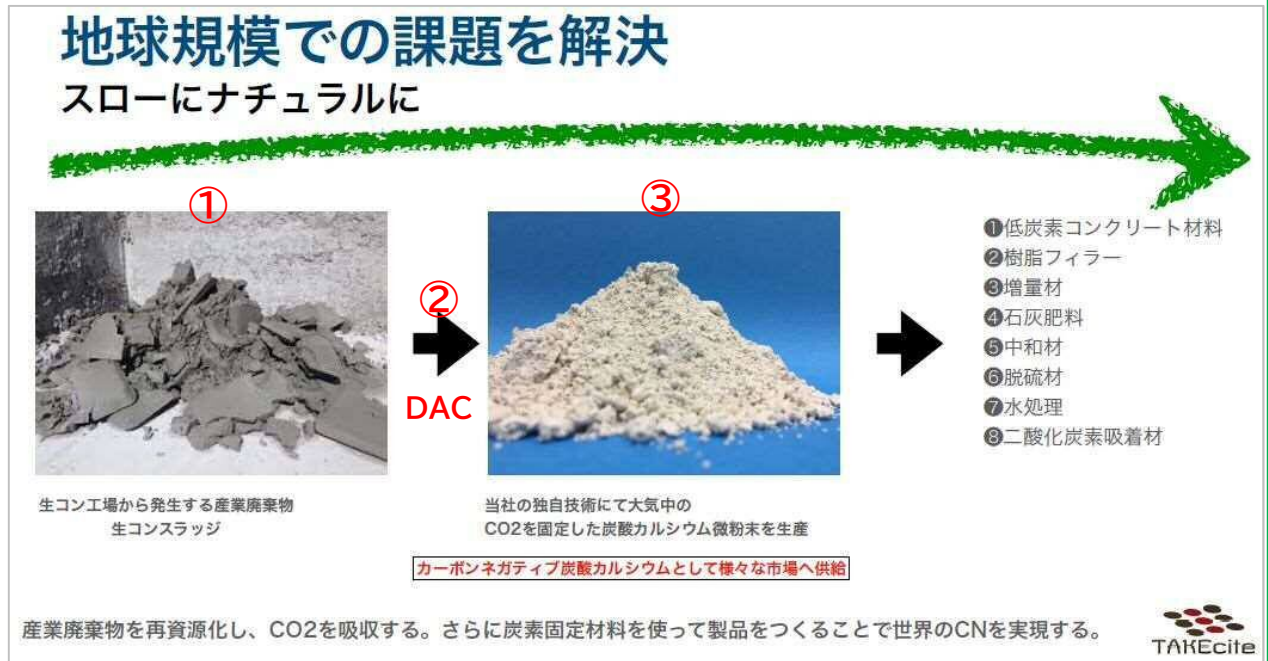 地球規模での課題を解決
スローにナチュラルに
①
②
DAC
③
❶低炭素コンクリート材料
❷樹脂フィラー
❸増量材
❹石灰肥料
❺中和材
❻脱硫材
❼水処理
❽二酸化炭素吸着材
生コン工場から発生する産業廃棄物
生コンスラッジ
当社の独自技術にて大気中の
CO2を固定した炭酸カルシウム微粉末を生産
カーボンネガティブ炭酸カルシウムとして様々な市場へ供給
産業廃棄物を再資源化し、CO2を吸収する。さらに炭素固定材料を使って製品をつくることで世界のCNを実現する。
TAKEcite